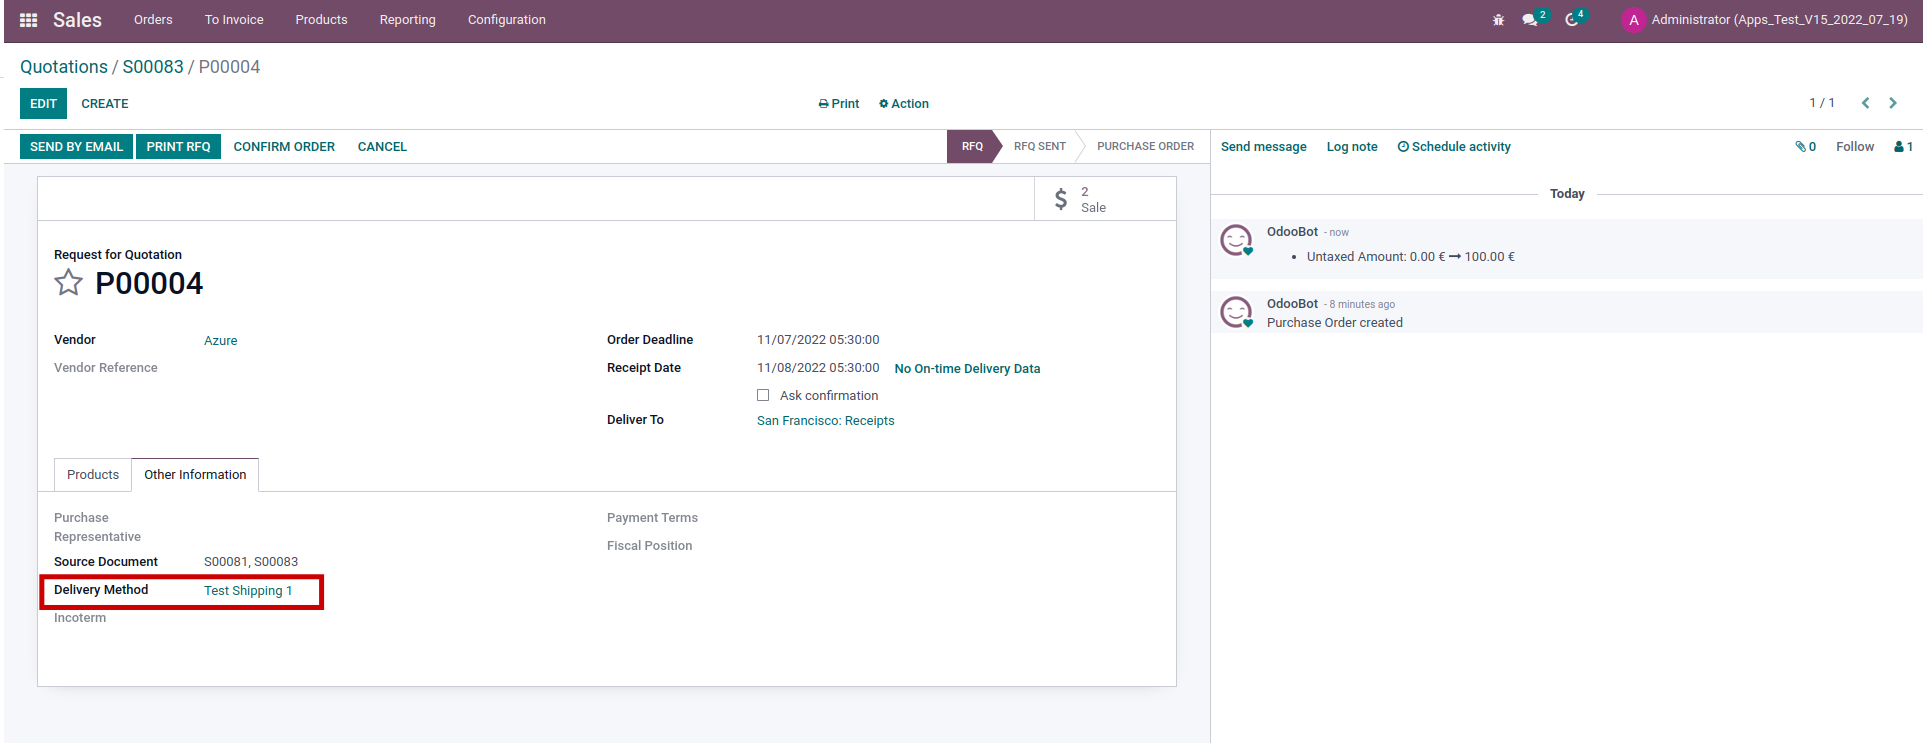 Sales Orders To Invoice Products Reporting Configuration 2 4 A Administrator (Apps_Test_V15_2022_07_19)
Quotations / S00083 / P00004
EDIT CREATE Print Action 1 / 1
SEND BY EMAIL PRINT RFQ CONFIRM ORDER CANCEL RFQ RFQ SENT PURCHASE ORDER
Send message Log note Schedule activity 0 Follow 1
$ 2
Sale
Today
Request for Quotation
P00004
OdooBot - now
• Untaxed Amount: 0.00 € → 100.00 €
OdooBot - 8 minutes ago
Purchase Order created
Vendor Azure
Vendor Reference
Order Deadline 11/07/2022 05:30:00
Receipt Date 11/08/2022 05:30:00 No On-time Delivery Data
Ask confirmation
Deliver To San Francisco: Receipts
Products Other Information
Purchase
Representative
Source Document S00081, S00083
Delivery Method Test Shipping 1
Incoterm
Payment Terms
Fiscal Position